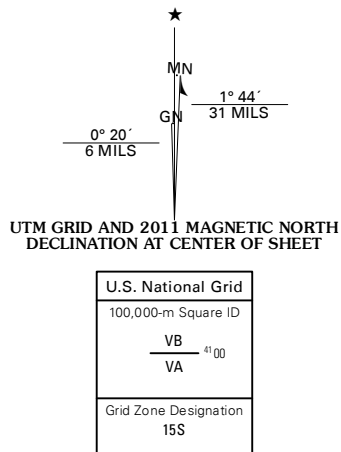 ★
MN
GN
1° 44´
31 MILS
0° 20´
6 MILS
UTM GRID AND 2011 MAGNETIC NORTH
DECLINATION AT CENTER OF SHEET
U.S. National Grid
100,000-m Square ID
VB
4100
VA
Grid Zone Designation
15S